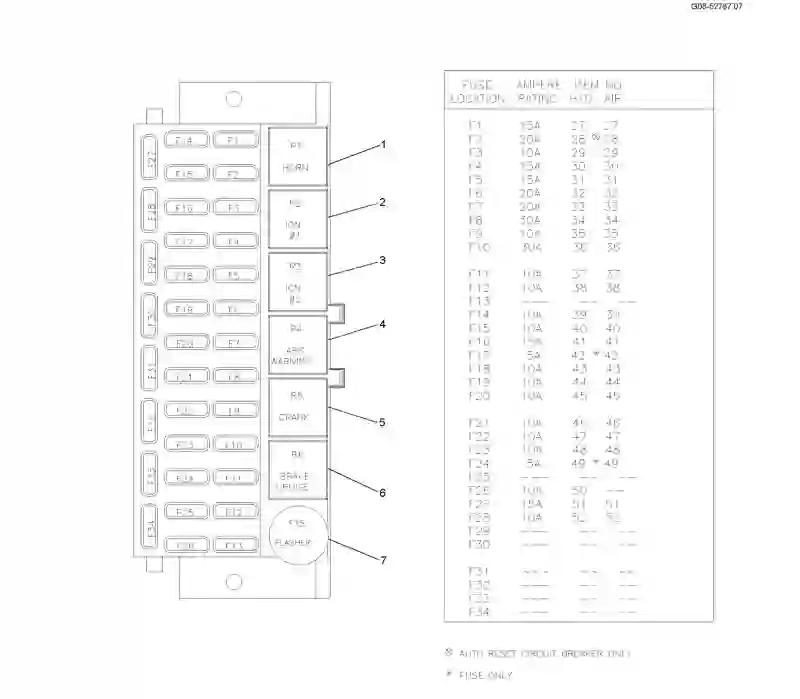 G08-62767 07
F27
F28
F29
F30
F31
F32
F33
F34
F14 F1
F15 F2
F16 F3
F17 F4
F18 F5
F19 F6
F20 F7
F21 F8
F22 F9
F23 F10
F24 F11
F25 F12
F26 F13
R1
HORN
R2
ION
#1
R3
ION
R4
ABS
WARNING
R5
CRANK
R6
BRAKE
CRUISE
FLASHER
1
2
3
4
5
6
7
FUSE AMPERE ITEM NO
LOCATION RATING HYD AIR
F1 15A 27 27
F2 20A 28 ⊗ 28
F3 10A 29 29
F4 15A 30 30
F5 15A 31 31
F6 20A 32 32
F7 20A 33 33
F8 30A 34 34
F9 10A 35 35
F10 30A 36 36
F11 10A 37 37
F12 10A 38 38
F13 --- --- ---
F14 10A 39 39
F15 10A 40 40
F16 15A 41 41
F17 5A 42 * 42
F18 10A 43 43
F19 10A 44 44
F20 10A 45 45
F21 10A 46 46
F22 10A 47 47
F23 10A 48 48
F24 5A 49 * 49
F25 --- --- ---
F26 10A 50 ---
F27 15A 51 51
F28 10A 52 52
F29 --- --- ---
F30 --- --- ---
F31 --- --- ---
F32 --- --- ---
F33 --- --- ---
F34 --- --- ---
⊗ AUTO RESET CIRCUIT BREAKER ONLY
* FUSE ONLY